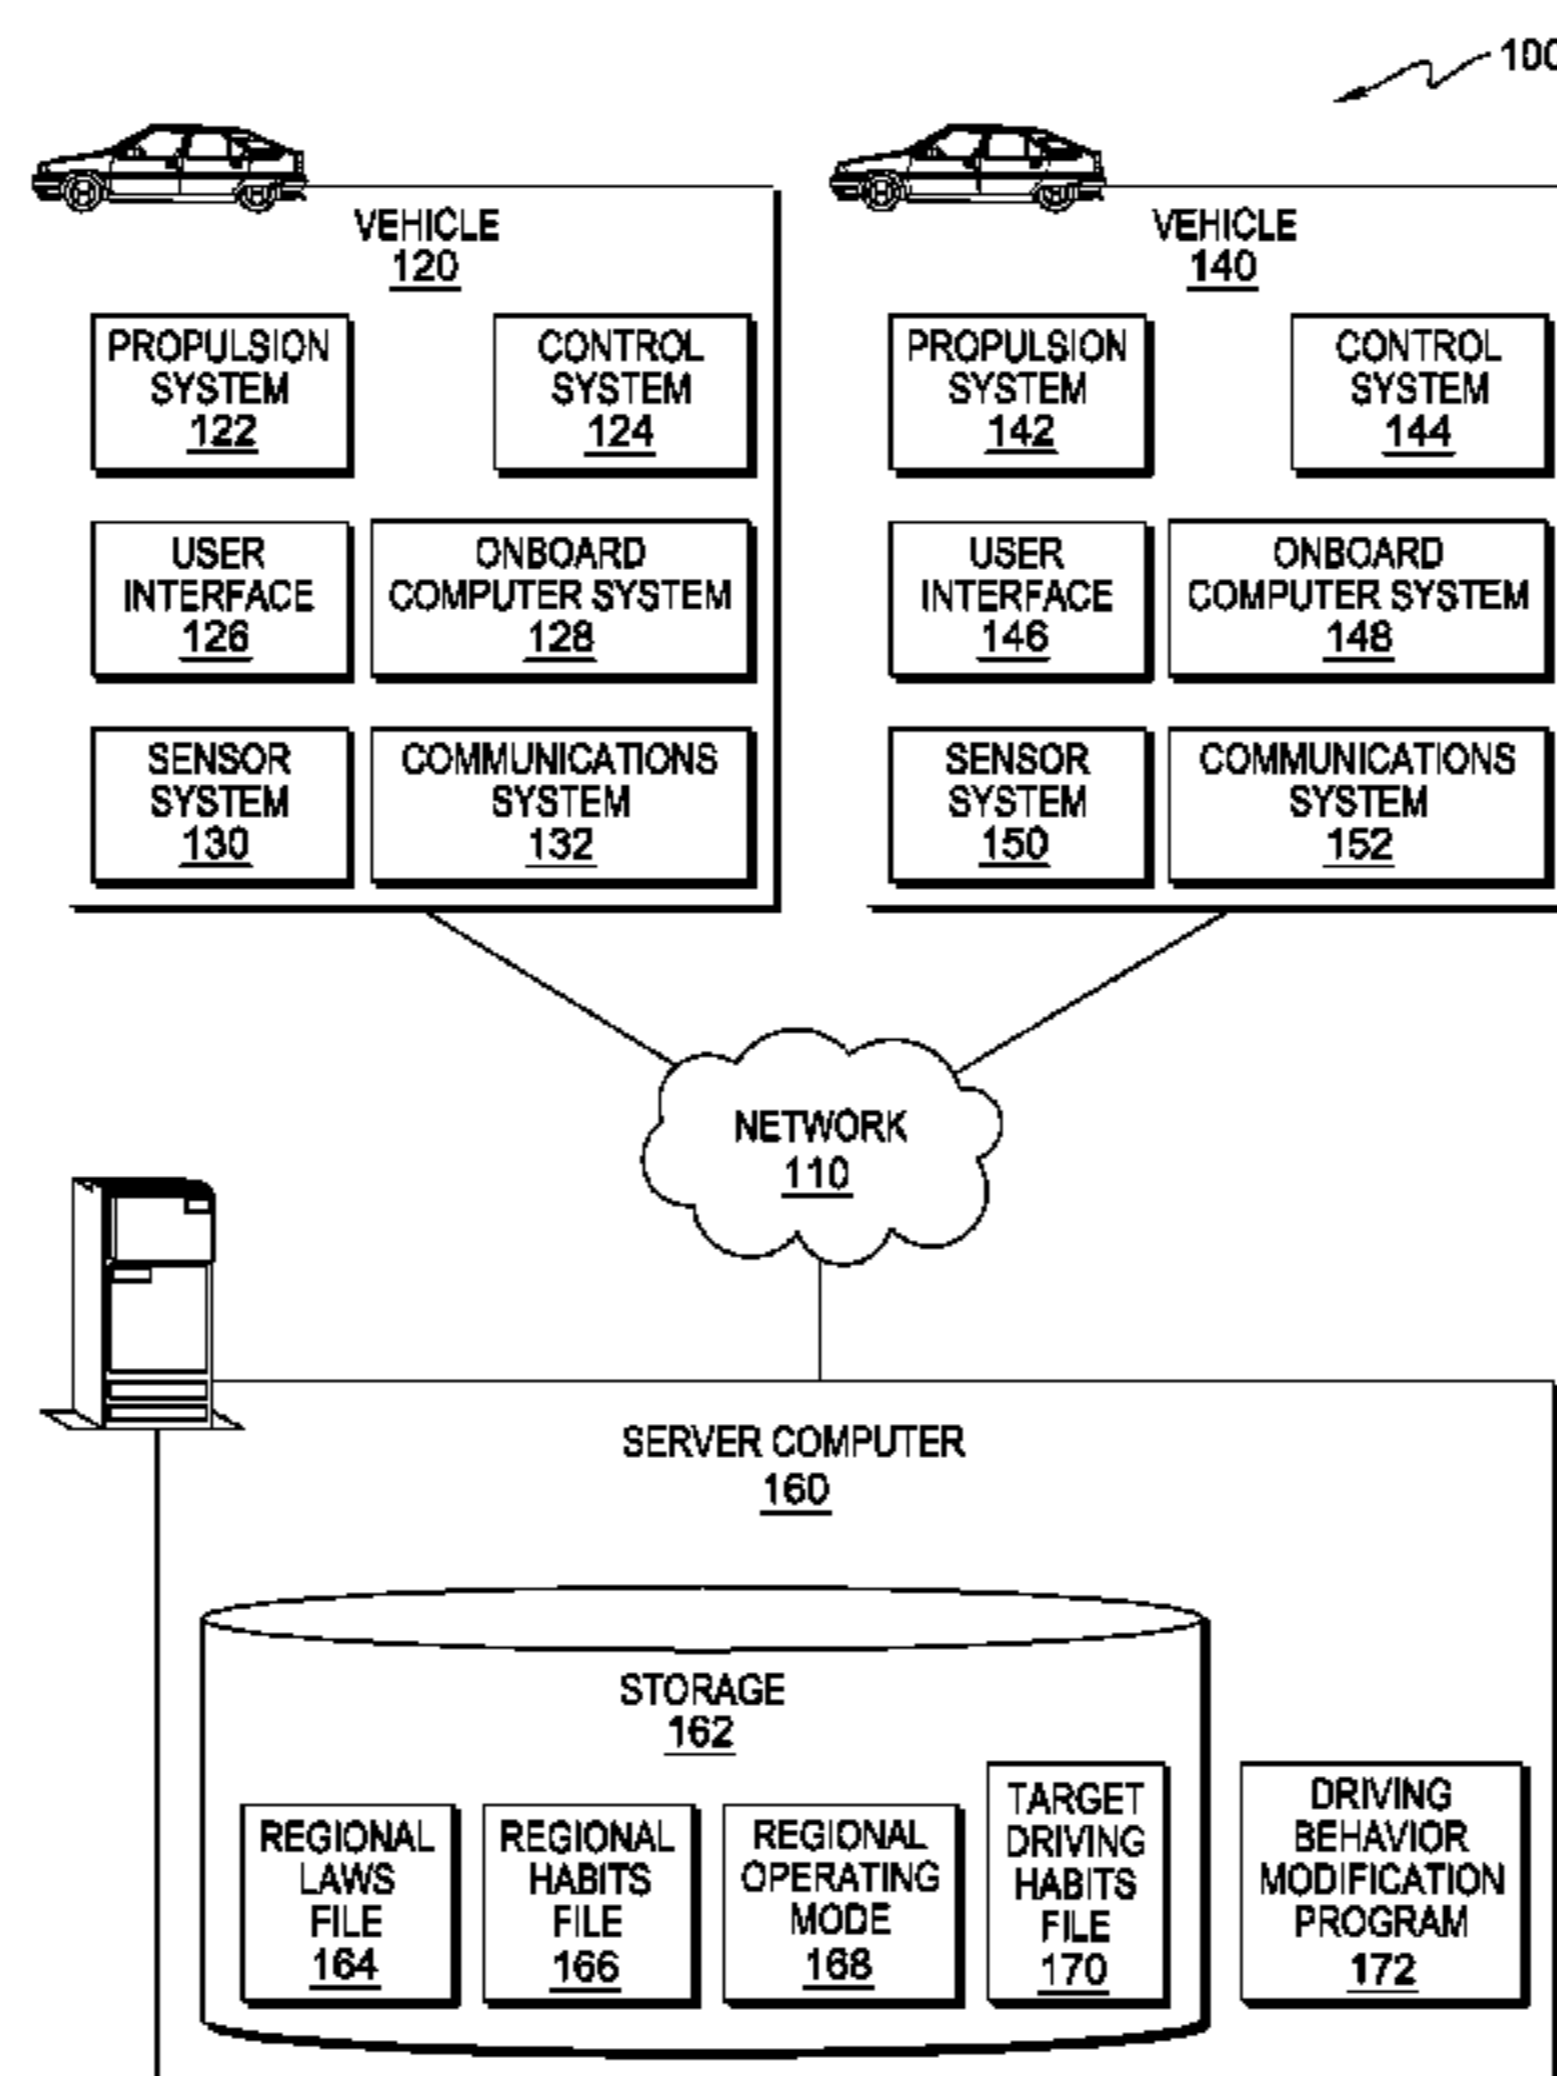 100
VEHICLE
120
PROPULSION
SYSTEM
122
CONTROL
SYSTEM
124
USER
INTERFACE
126
ONBOARD
COMPUTER SYSTEM
128
SENSOR
SYSTEM
130
COMMUNICATIONS
SYSTEM
132
VEHICLE
140
PROPULSION
SYSTEM
142
CONTROL
SYSTEM
144
USER
INTERFACE
146
ONBOARD
COMPUTER SYSTEM
148
SENSOR
SYSTEM
150
COMMUNICATIONS
SYSTEM
152
NETWORK
110
SERVER COMPUTER
160
STORAGE
162
REGIONAL
LAWS
FILE
164
REGIONAL
HABITS
FILE
166
REGIONAL
OPERATING
MODE
168
TARGET
DRIVING
HABITS
FILE
170
DRIVING
BEHAVIOR
MODIFICATION
PROGRAM
172